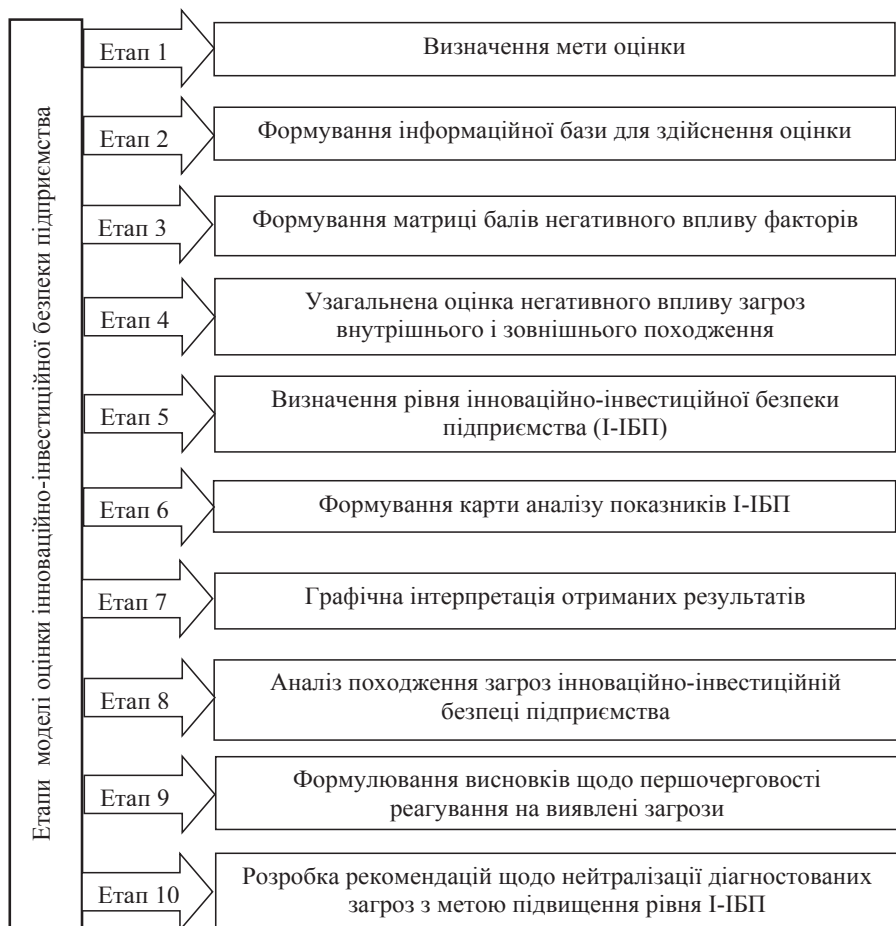 Етапи моделі оцінки інноваційно-інвестиційної безпеки підприємства
Етап 1
Визначення мети оцінки
Етап 2
Формування інформаційної бази для здійснення оцінки
Етап 3
Формування матриці балів негативного впливу факторів
Етап 4
Узагальнена оцінка негативного впливу загроз
внутрішнього і зовнішнього походження
Етап 5
Визначення рівня інноваційно-інвестиційної безпеки
підприємства (І-ІБП)
Етап 6
Формування карти аналізу показників І-ІБП
Етап 7
Графічна інтерпретація отриманих результатів
Етап 8
Аналіз походження загроз інноваційно-інвестиційній
безпеці підприємства
Етап 9
Формулювання висновків щодо першочерговості
реагування на виявлені загрози
Етап 10
Розробка рекомендацій щодо нейтралізації діагностованих
загроз з метою підвищення рівня І-ІБП